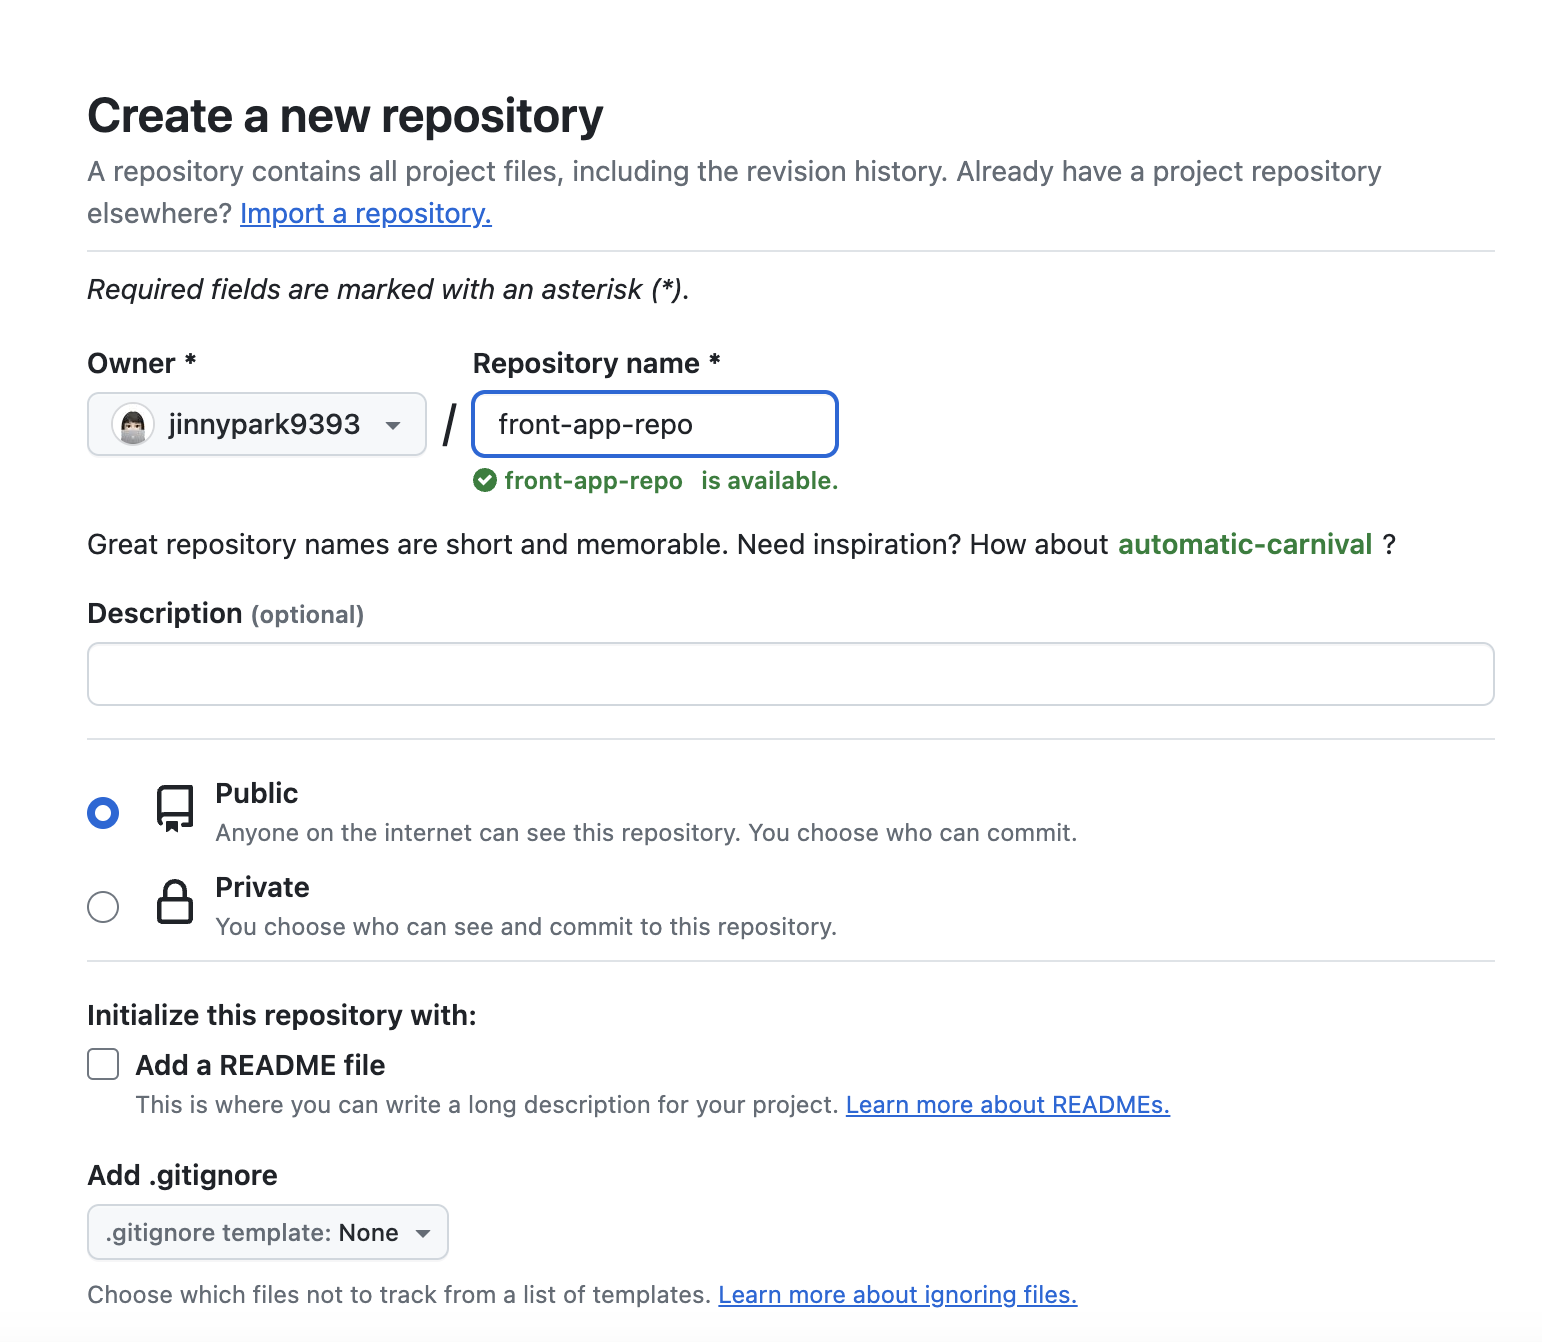 Create a new repository
A repository contains all project files, including the revision history. Already have a project repository
elsewhere? Import a repository.
Required fields are marked with an asterisk (*).
Owner * Repository name *
jinnypark9393 / front-app-repo
front-app-repo is available.
Great repository names are short and memorable. Need inspiration? How about automatic-carnival ?
Description (optional)
Public
Anyone on the internet can see this repository. You choose who can commit.
Private
You choose who can see and commit to this repository.
Initialize this repository with:
Add a README file
This is where you can write a long description for your project. Learn more about READMEs.
Add .gitignore
.gitignore template: None
Choose which files not to track from a list of templates. Learn more about ignoring files.